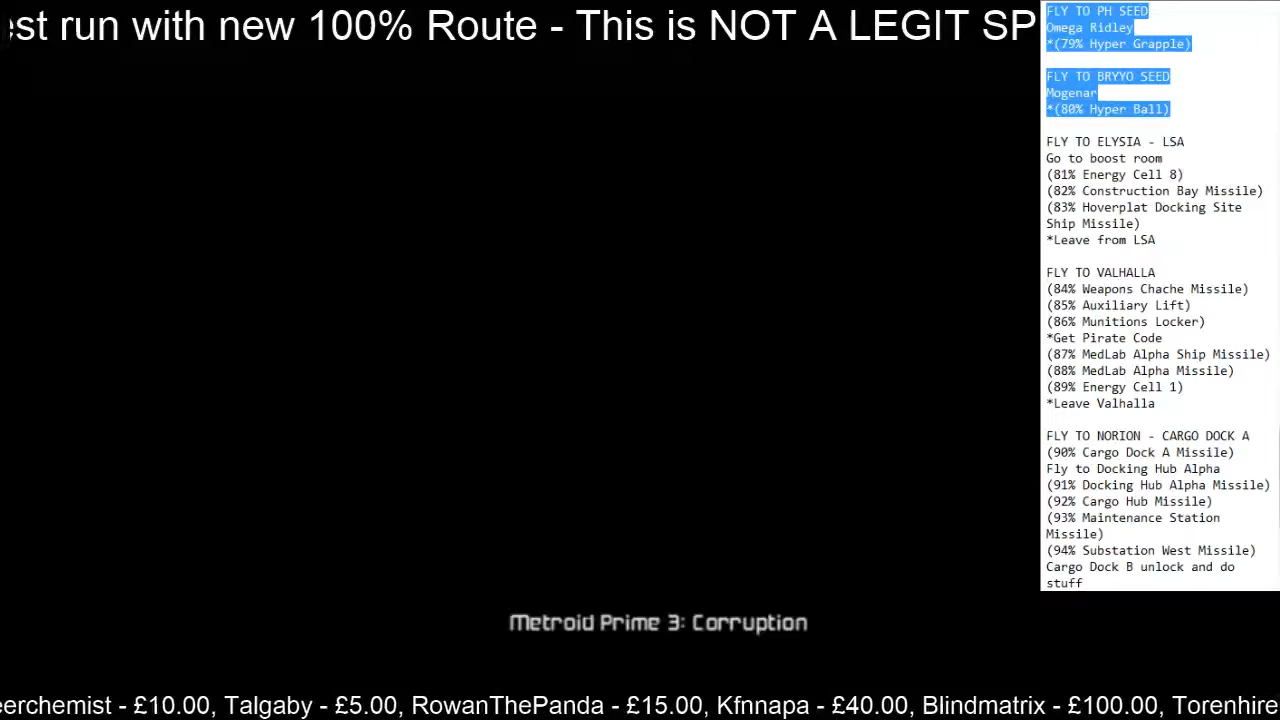 est run with new 100% Route - This is NOT A LEGIT SP
FLY TO PH SEED
Omega Ridley
*(79% Hyper Grapple)
FLY TO BRYYO SEED
Mogenar
*(80% Hyper Ball)
FLY TO ELYSIA - LSA
Go to boost room
(81% Energy Cell 8)
(82% Construction Bay Missile)
(83% Hoverplat Docking Site
Ship Missile)
*Leave from LSA
FLY TO VALHALLA
(84% Weapons Chache Missile)
(85% Auxiliary Lift)
(86% Munitions Locker)
*Get Pirate Code
(87% MedLab Alpha Ship Missile)
(88% MedLab Alpha Missile)
(89% Energy Cell 1)
*Leave Valhalla
FLY TO NORION - CARGO DOCK A
(90% Cargo Dock A Missile)
Fly to Docking Hub Alpha
(91% Docking Hub Alpha Missile)
(92% Cargo Hub Missile)
(93% Maintenance Station
Missile)
(94% Substation West Missile)
Cargo Dock B unlock and do
stuff
Metroid Prime 3: Corruption
eerchemist - £10.00, Talgaby - £5.00, RowanThePanda - £15.00, Kfnnapa - £40.00, Blindmatrix - £100.00, Torenhire